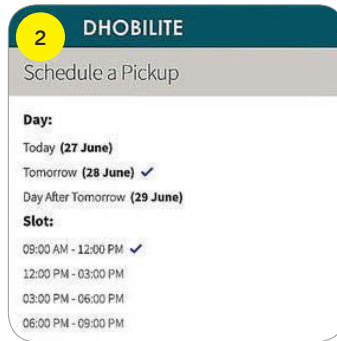 2
DHOBILITE
Schedule a Pickup
Day:
Today (27 June)
Tomorrow (28 June) ✓
Day After Tomorrow (29 June)
Slot:
09:00 AM - 12:00 PM ✓
12:00 PM - 03:00 PM
03:00 PM - 06:00 PM
06:00 PM - 09:00 PM